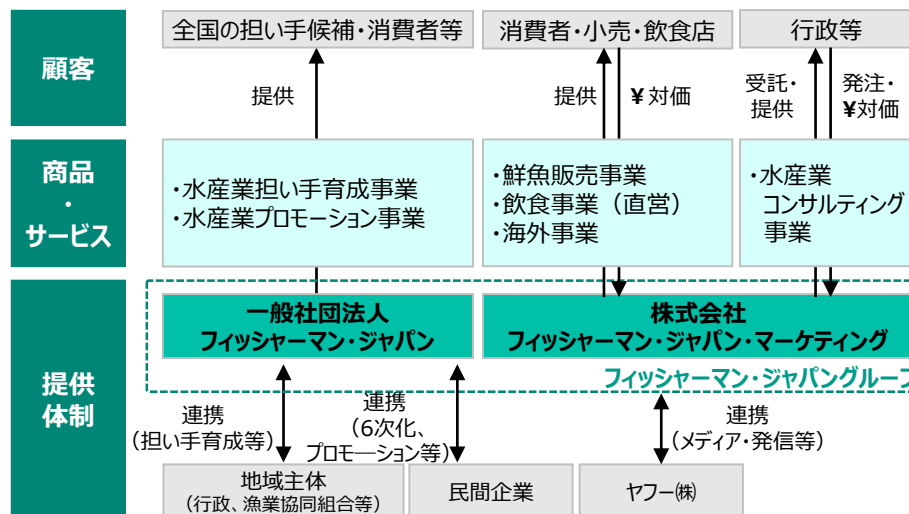 顧客
全国の担い手候補・消費者等
消費者・小売・飲食店
行政等
提供
提供
¥ 対価
受託・
提供
発注・
¥対価
商品
・
サービス
・水産業担い手育成事業
・水産業プロモーション事業
・鮮魚販売事業
・飲食事業（直営）
・海外事業
・水産業
コンサルティング
事業
提供
体制
一般社団法人
フィッシャーマン・ジャパン
株式会社
フィッシャーマン・ジャパン・マーケティング
フィッシャーマン・ジャパングループ
連携
（担い手育成等）
連携
（6次化、
プロモ―ション等）
連携
（メディア・発信等）
地域主体
（行政、漁業協同組合等）
民間企業
ヤフー㈱